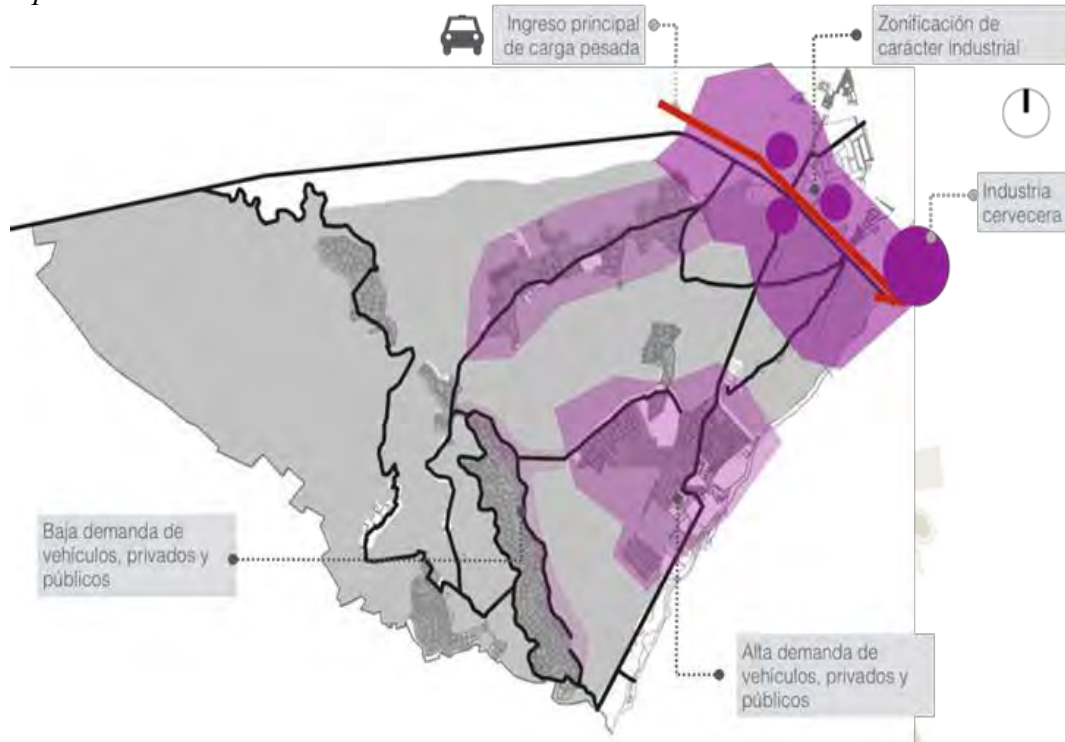 Ingreso principal
de carga pesada
Zonificación de
carácter industrial
Industria
cervecera
Baja demanda de
vehículos, privados y
públicos
Alta demanda de
vehículos, privados y
públicos